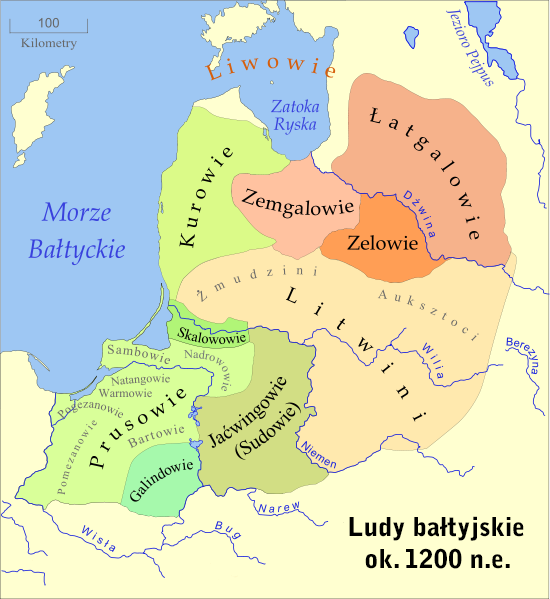 100
Kilometry
Liwowie
Jezioro Pejpus
Zatoka
Ryska
Łatgalowie
Kurowie
Zemgalowie
Dźwina
Morze
Bałtyckie
Zelowie
Żmudzini
Auksztoci
Litwini
Skalowowie
Sambowie
Nadrowowie
Wilia
Berezyna
Natangowie
Warmowie
Pogezanowie
Prusowie
Pomezanowie
Bartowie
Jaćwingowie
(Sudowie)
Galindowie
Niemen
Narew
Wisła
Bug
Ludy bałtyjskie
ok. 1200 n.e.